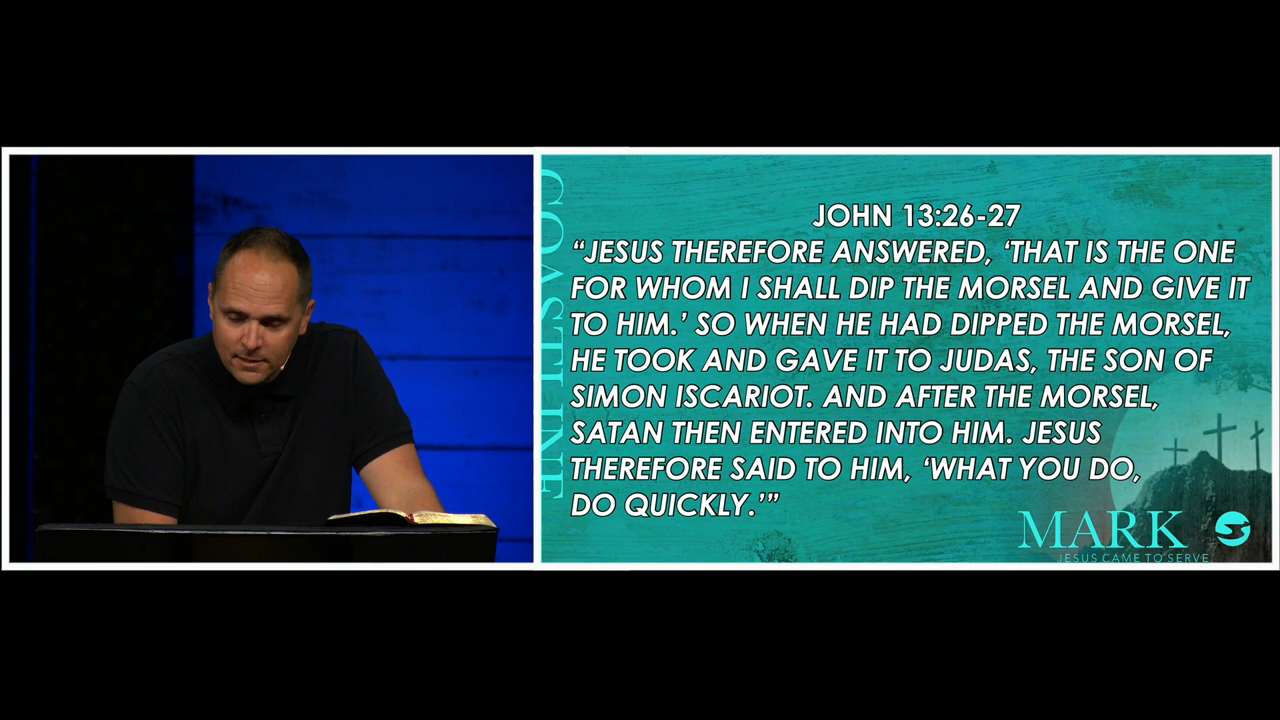 COASTLINE
JOHN 13:26-27
“JESUS THEREFORE ANSWERED, ‘THAT IS THE ONE
FOR WHOM I SHALL DIP THE MORSEL AND GIVE IT
TO HIM.’ SO WHEN HE HAD DIPPED THE MORSEL,
HE TOOK AND GAVE IT TO JUDAS, THE SON OF
SIMON ISCARIOT. AND AFTER THE MORSEL,
SATAN THEN ENTERED INTO HIM. JESUS
THEREFORE SAID TO HIM, ‘WHAT YOU DO,
DO QUICKLY.’”
MARK
JESUS CAME TO SERVE